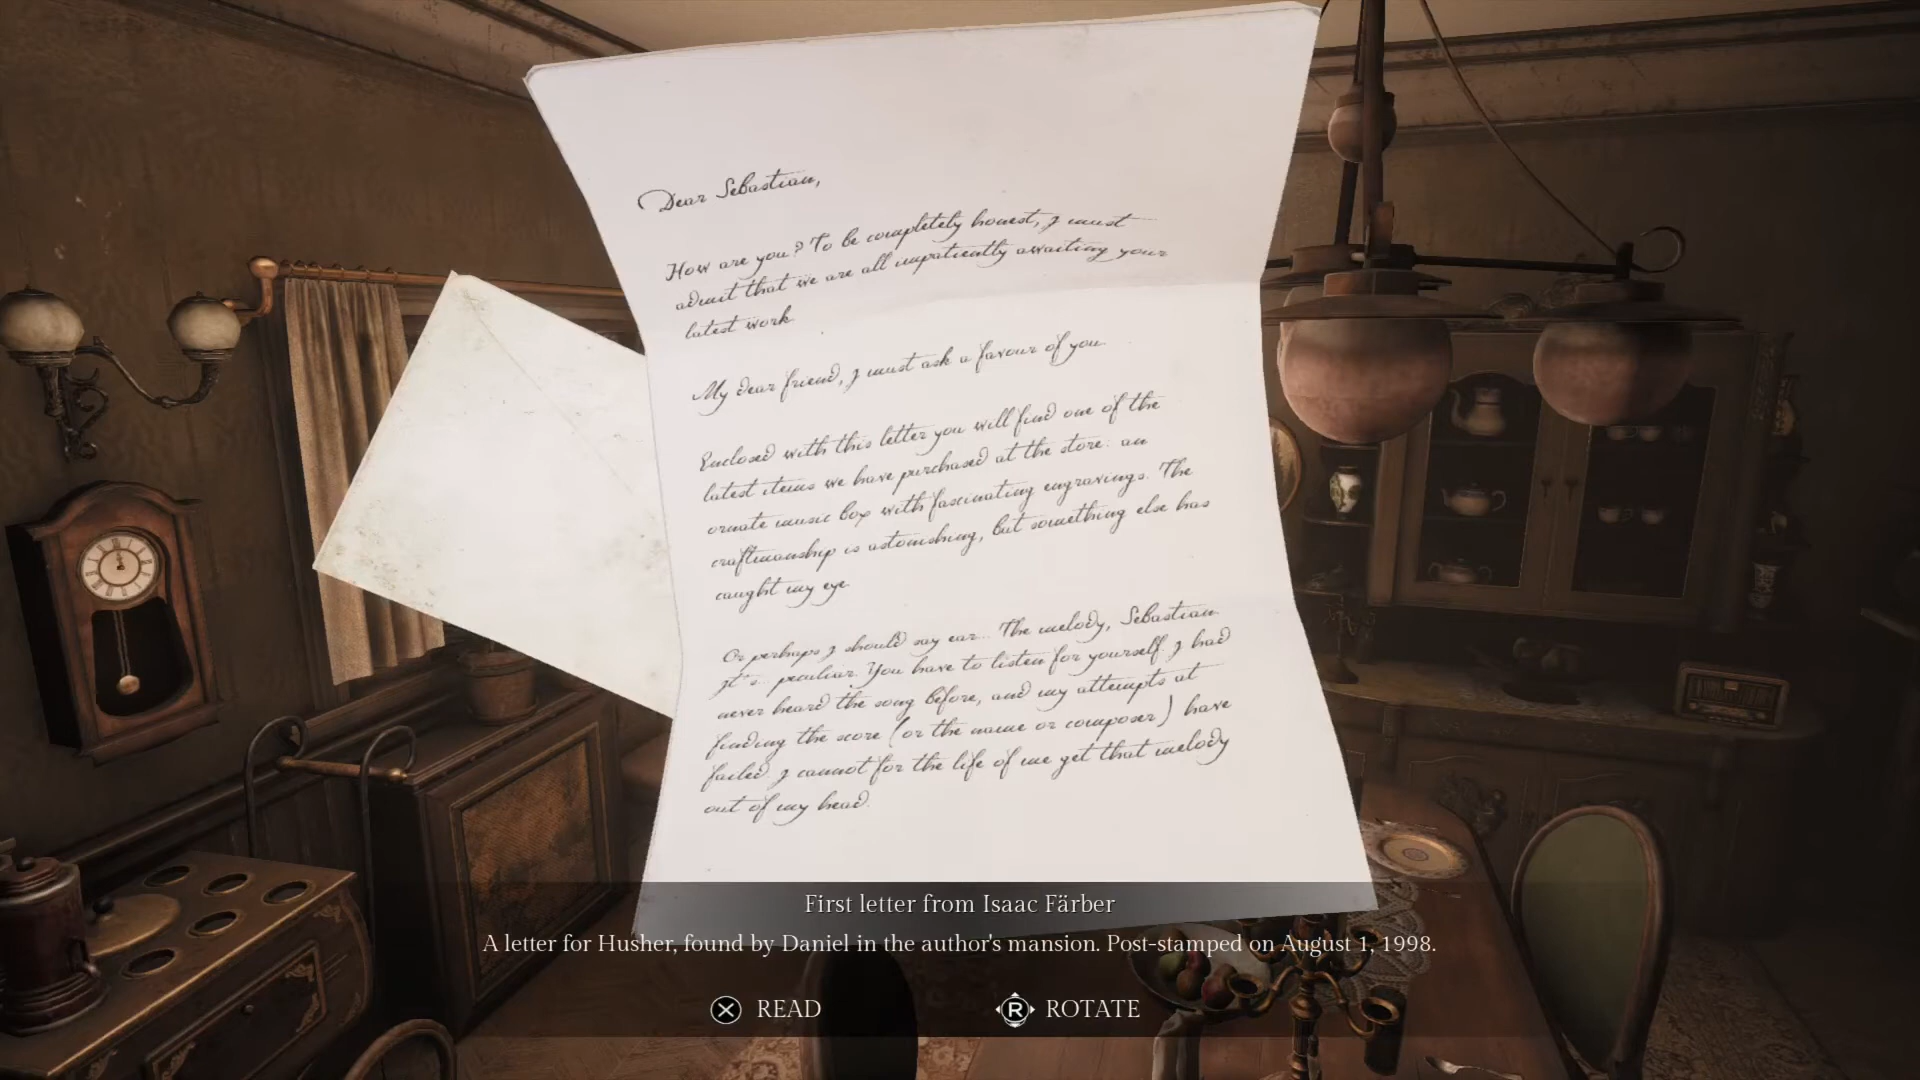 Dear Sebastian,
How are you? To be completely honest, I must
admit that we are all impatiently awaiting your
latest work.
My dear friend, I must ask a favour of you.
Enclosed with this letter you will find one of the
latest items we have purchased at the store: an
ornate music box with fascinating engravings. The
craftmanship is astonishing, but something else has
caught my eye.
Or perhaps I should say ear... The melody, Sebastian.
It's... peculiar. You have to listen for yourself. I had
never heard the song before, and my attempts at
finding the score (or the name or composer) have
failed. I cannot for the life of me get that melody
out of my head.
First letter from Isaac Färber
A letter for Husher, found by Daniel in the author's mansion. Post-stamped on August 1, 1998.
READ
R ROTATE